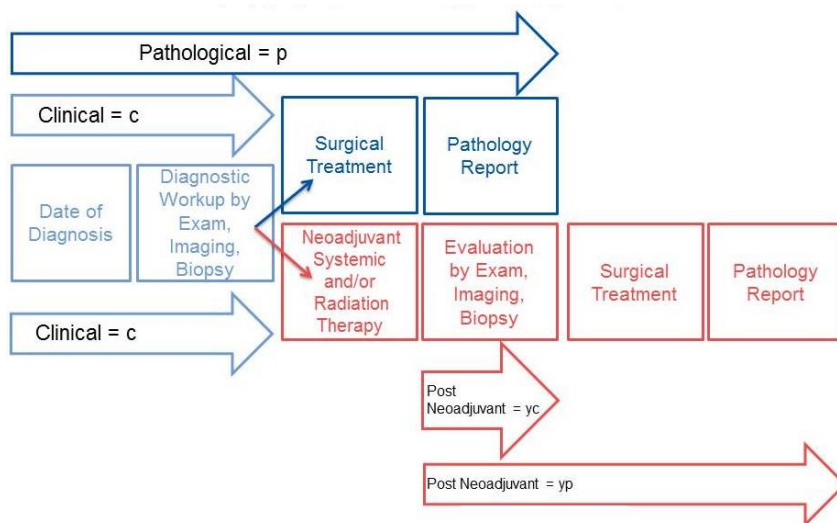 Pathological = p
Clinical = c
Surgical
Treatment
Pathology
Report
Date of
Diagnosis
Diagnostic
Workup by
Exam,
Imaging,
Biopsy
Neoadjuvant
Systemic
and/or
Radiation
Therapy
Evaluation
by Exam,
Imaging,
Biopsy
Surgical
Treatment
Pathology
Report
Clinical = c
Post
Neoadjuvant = yc
Post Neoadjuvant = yp